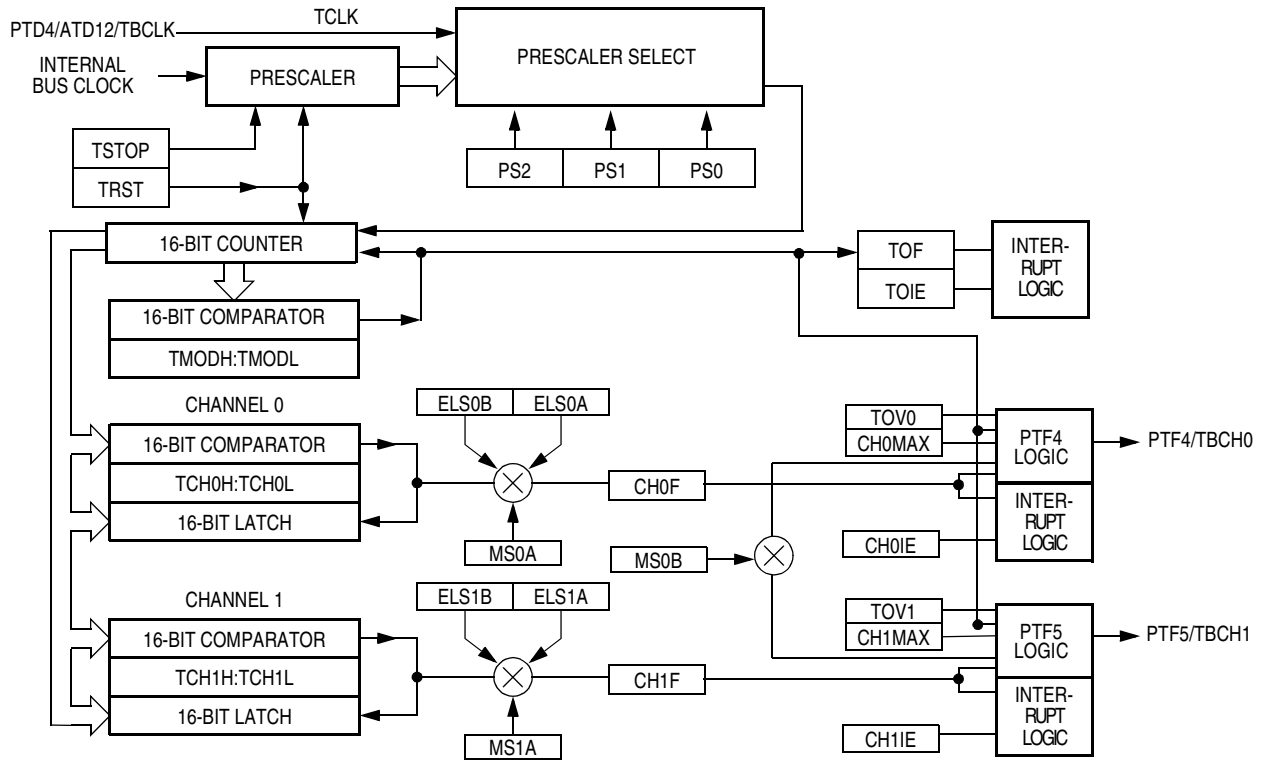 TCLK
PTD4/ATD12/TBCLK
PRESCALER SELECT
INTERNAL
BUS CLOCK
PRESCALER
TSTOP
PS2 PS1 PS0
TRST
16-BIT COUNTER
TOF
INTER-
RUPT
LOGIC
TOIE
16-BIT COMPARATOR
TMODH:TMODL
CHANNEL 0
ELS0B ELS0A
TOV0
CH0MAX
PTF4
LOGIC
PTF4/TBCH0
16-BIT COMPARATOR
TCH0H:TCH0L
CH0F
16-BIT LATCH
INTER-
RUPT
LOGIC
MS0A
MS0B
CH0IE
CHANNEL 1
ELS1B ELS1A
TOV1
CH1MAX
PTF5
LOGIC
PTF5/TBCH1
16-BIT COMPARATOR
TCH1H:TCH1L
CH1F
16-BIT LATCH
INTER-
RUPT
LOGIC
MS1A
CH1IE